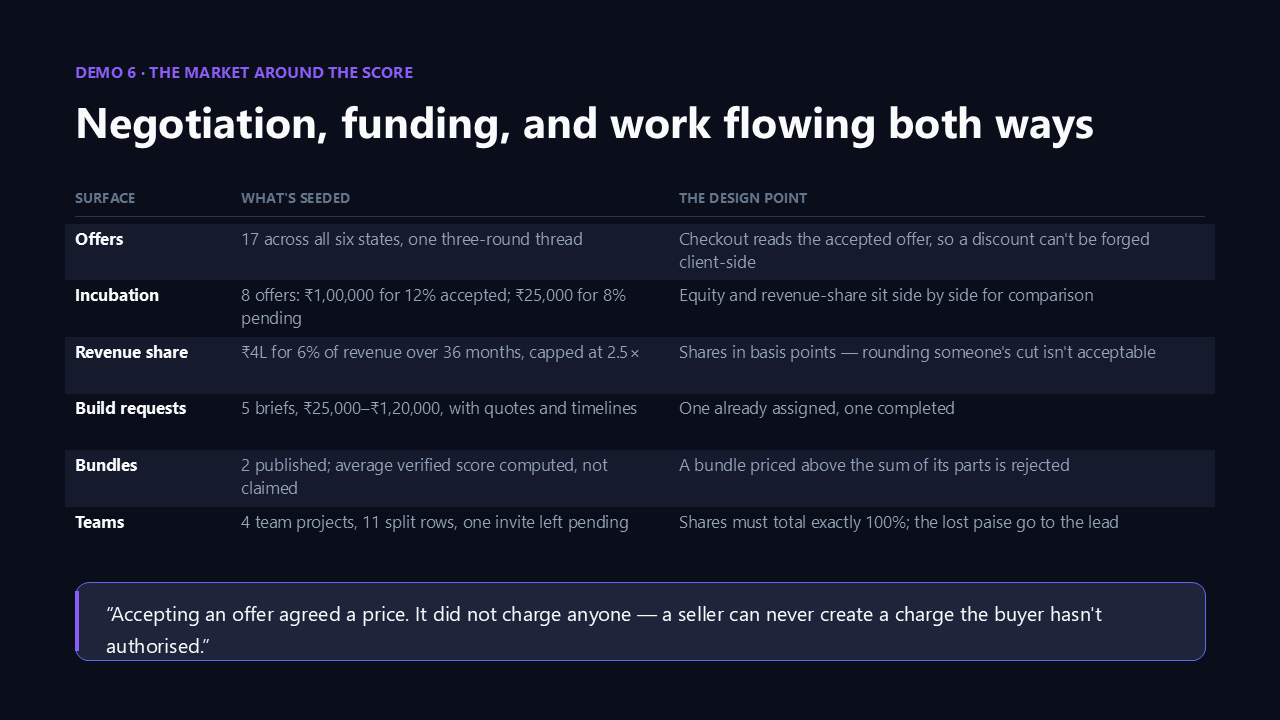 DEMO 6 · THE MARKET AROUND THE SCORE
Negotiation, funding, and work flowing both ways
SURFACE WHAT'S SEEDED THE DESIGN POINT
Offers 17 across all six states, one three-round thread Checkout reads the accepted offer, so a discount can't be forged
client-side
Incubation 8 offers: ₹1,00,000 for 12% accepted; ₹25,000 for 8% Equity and revenue-share sit side by side for comparison
pending
Revenue share ₹4L for 6% of revenue over 36 months, capped at 2.5× Shares in basis points — rounding someone's cut isn't acceptable
Build requests 5 briefs, ₹25,000–₹1,20,000, with quotes and timelines One already assigned, one completed
Bundles 2 published; average verified score computed, not A bundle priced above the sum of its parts is rejected
claimed
Teams 4 team projects, 11 split rows, one invite left pending Shares must total exactly 100%; the lost paise go to the lead
“Accepting an offer agreed a price. It did not charge anyone — a seller can never create a charge the buyer hasn't
authorised.”